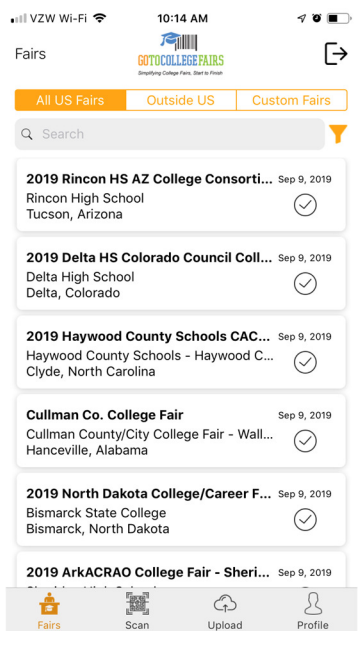 VZW Wi-Fi 10:14 AM
Fairs
GOTOCOLLEGEFAIRS
Simplifying College Fairs, Start to Finish
All US Fairs Outside US Custom Fairs
Search
2019 Rincon HS AZ College Consorti... Sep 9, 2019
Rincon High School
Tucson, Arizona
2019 Delta HS Colorado Council Coll... Sep 9, 2019
Delta High School
Delta, Colorado
2019 Haywood County Schools CAC... Sep 9, 2019
Haywood County Schools - Haywood C...
Clyde, North Carolina
Cullman Co. College Fair Sep 9, 2019
Cullman County/City College Fair - Wall...
Hanceville, Alabama
2019 North Dakota College/Career F... Sep 9, 2019
Bismarck State College
Bismarck, North Dakota
2019 ArkACRAO College Fair - Sheri... Sep 9, 2019
Fairs Scan Upload Profile